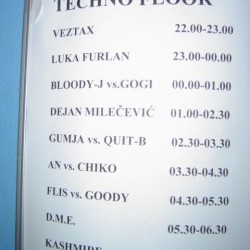 TECHNO FLOOR
VEZTAX 22.00-23.00
LUKA FURLAN 23.00-00.00
BLOODY-J vs.GOGI 00.00-01.00
DEJAN MILEČEVIĆ 01.00-02.30
GUMJA vs. QUIT-B 02.30-03.30
AN vs. CHIKO 03.30-04.30
FLIS vs. GOODY 04.30-05.30
D.M.E. 05.30-06.30
KASHMIRE